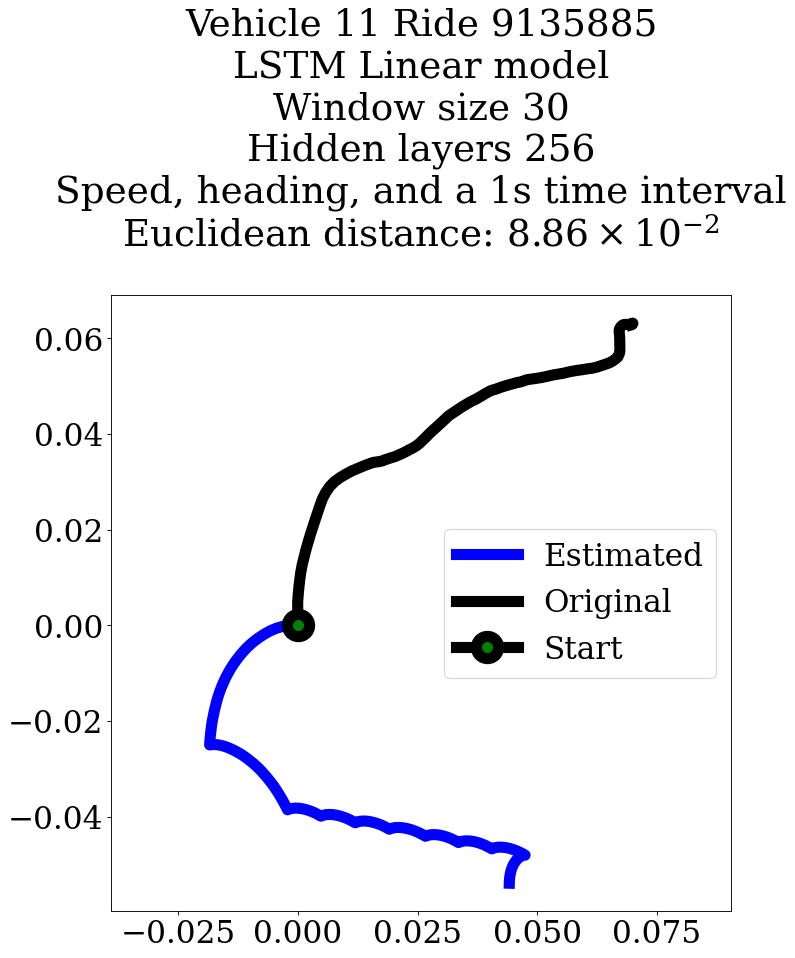 Vehicle 11 Ride 9135885
LSTM Linear model
Window size 30
Hidden layers 256
Speed, heading, and a 1s time interval
Euclidean distance: 8.86 × 10⁻²
0.06
0.04
0.02
0.00
−0.02
−0.04
Estimated
Original
Start
−0.025 0.000 0.025 0.050 0.075